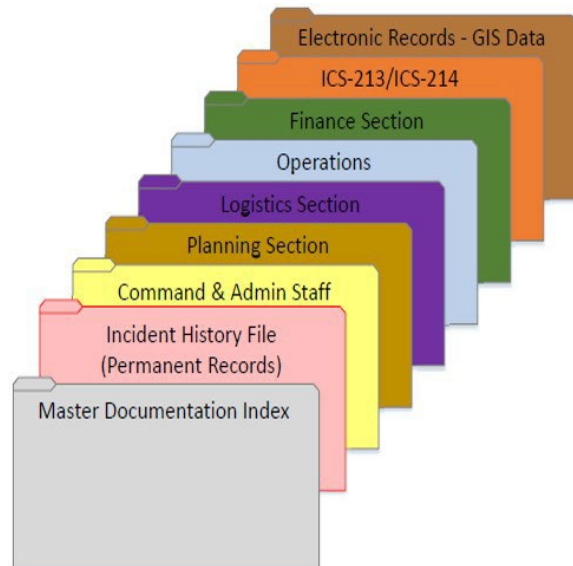 Electronic Records - GIS Data
ICS-213/ICS-214
Finance Section
Operations
Logistics Section
Planning Section
Command & Admin Staff
Incident History File
(Permanent Records)
Master Documentation Index